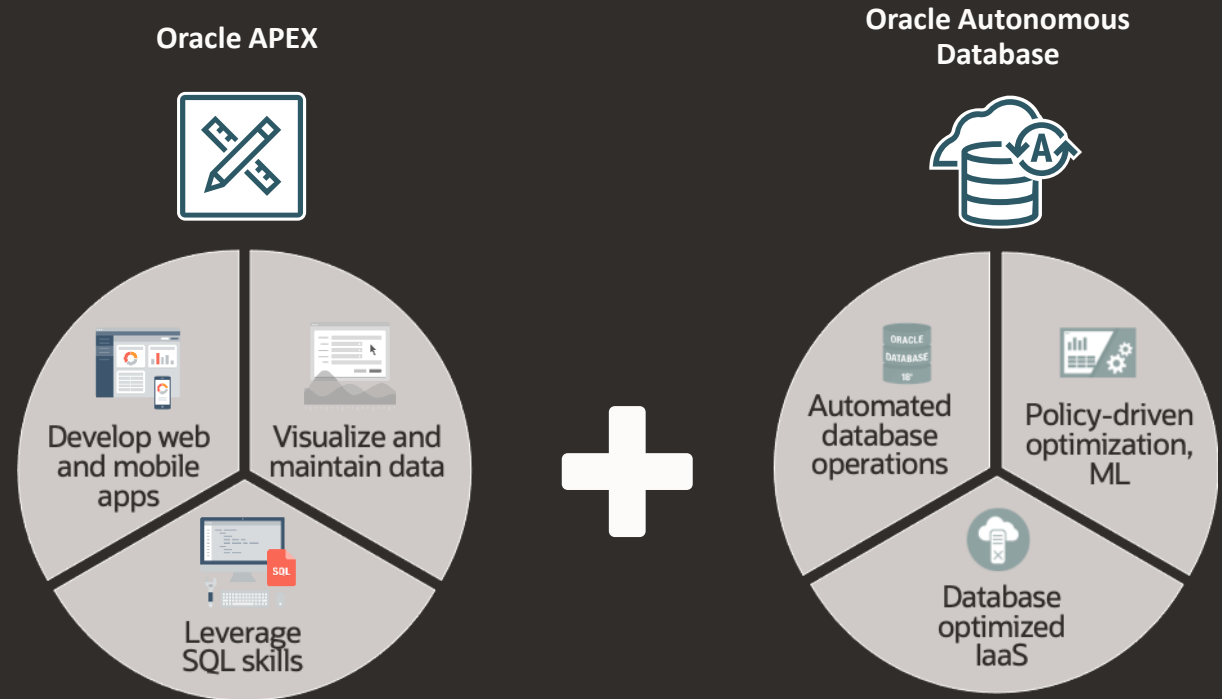 Oracle APEX
Develop web
and mobile
apps
Visualize and
maintain data
SQL
Leverage
SQL skills
Oracle Autonomous
Database
A
ORACLE
DATABASE
18c
Automated
database
operations
Policy-driven
optimization,
ML
Database
optimized
IaaS